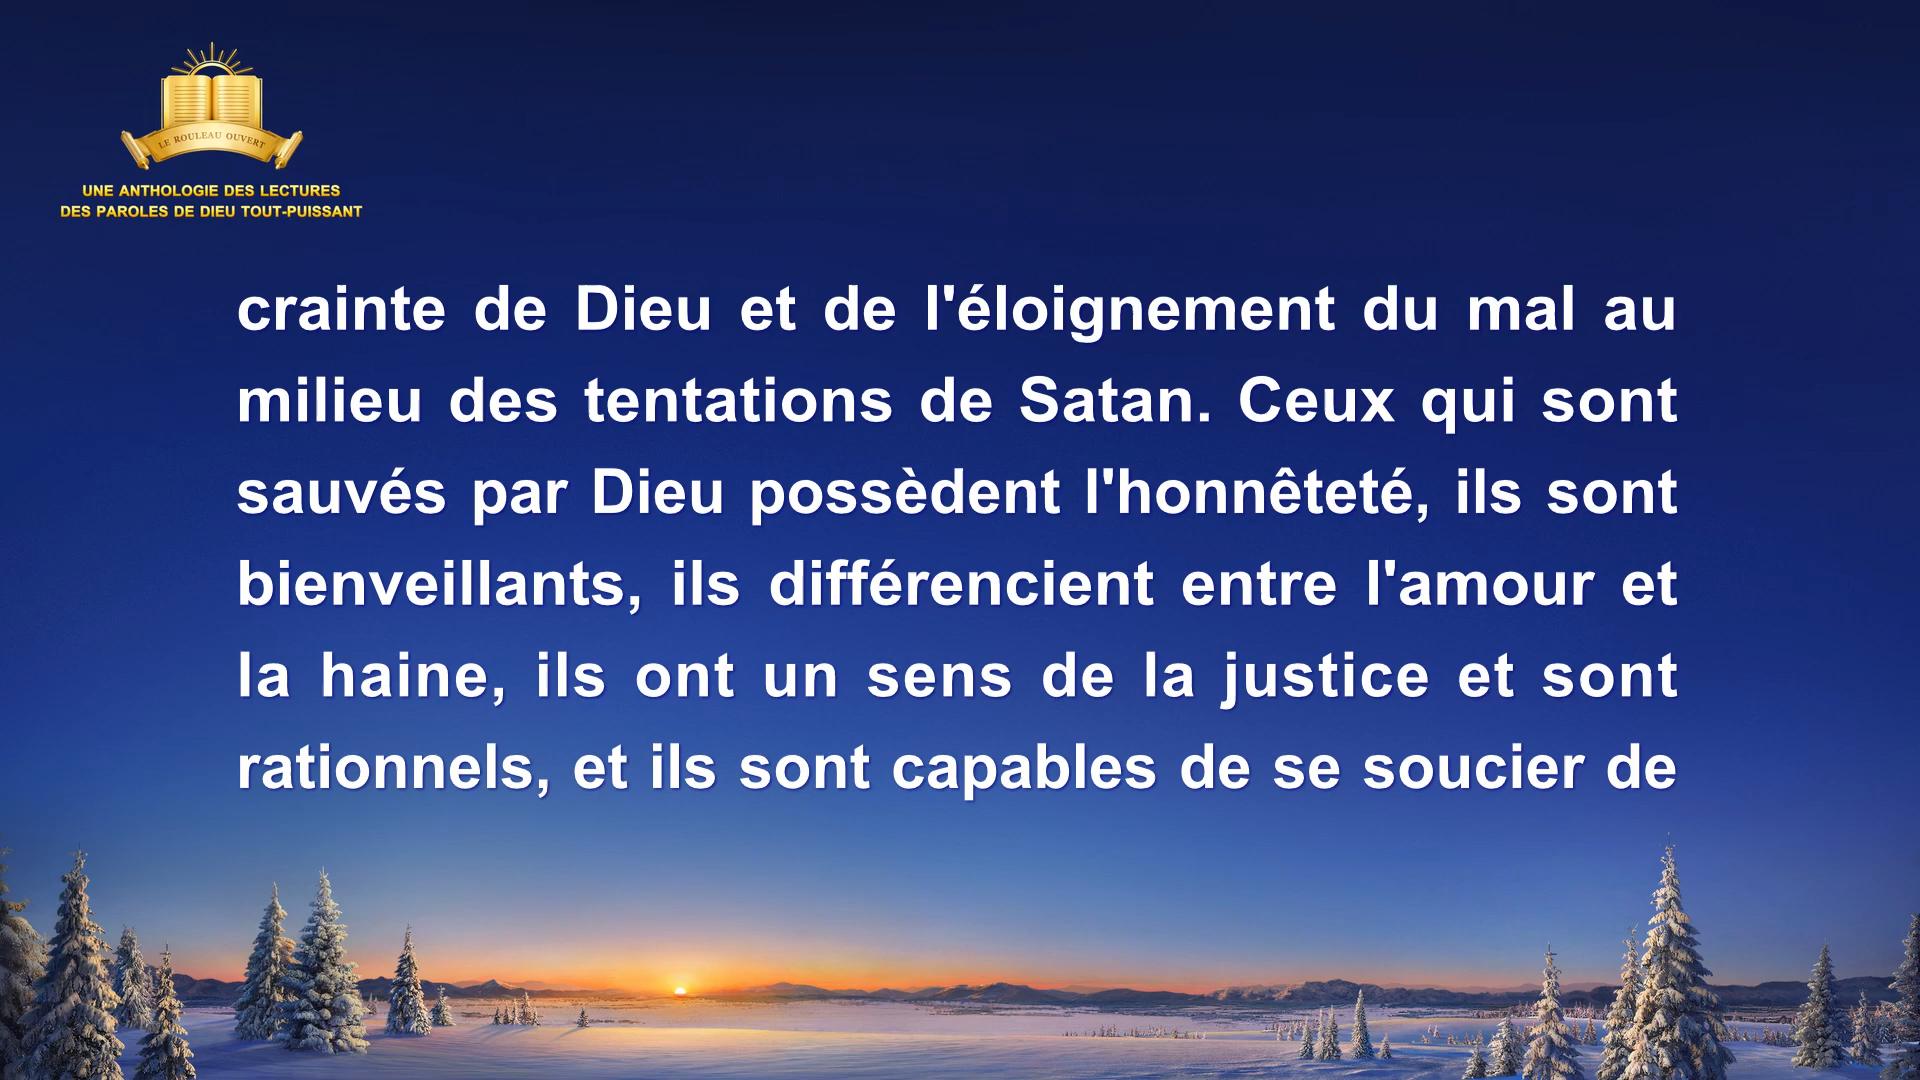 LE ROULEAU OUVERT
UNE ANTHOLOGIE DES LECTURES
DES PAROLES DE DIEU TOUT-PUISSANT
crainte de Dieu et de l'éloignement du mal au
milieu des tentations de Satan. Ceux qui sont
sauvés par Dieu possèdent l'honnêteté, ils sont
bienveillants, ils différencient entre l'amour et
la haine, ils ont un sens de la justice et sont
rationnels, et ils sont capables de se soucier de